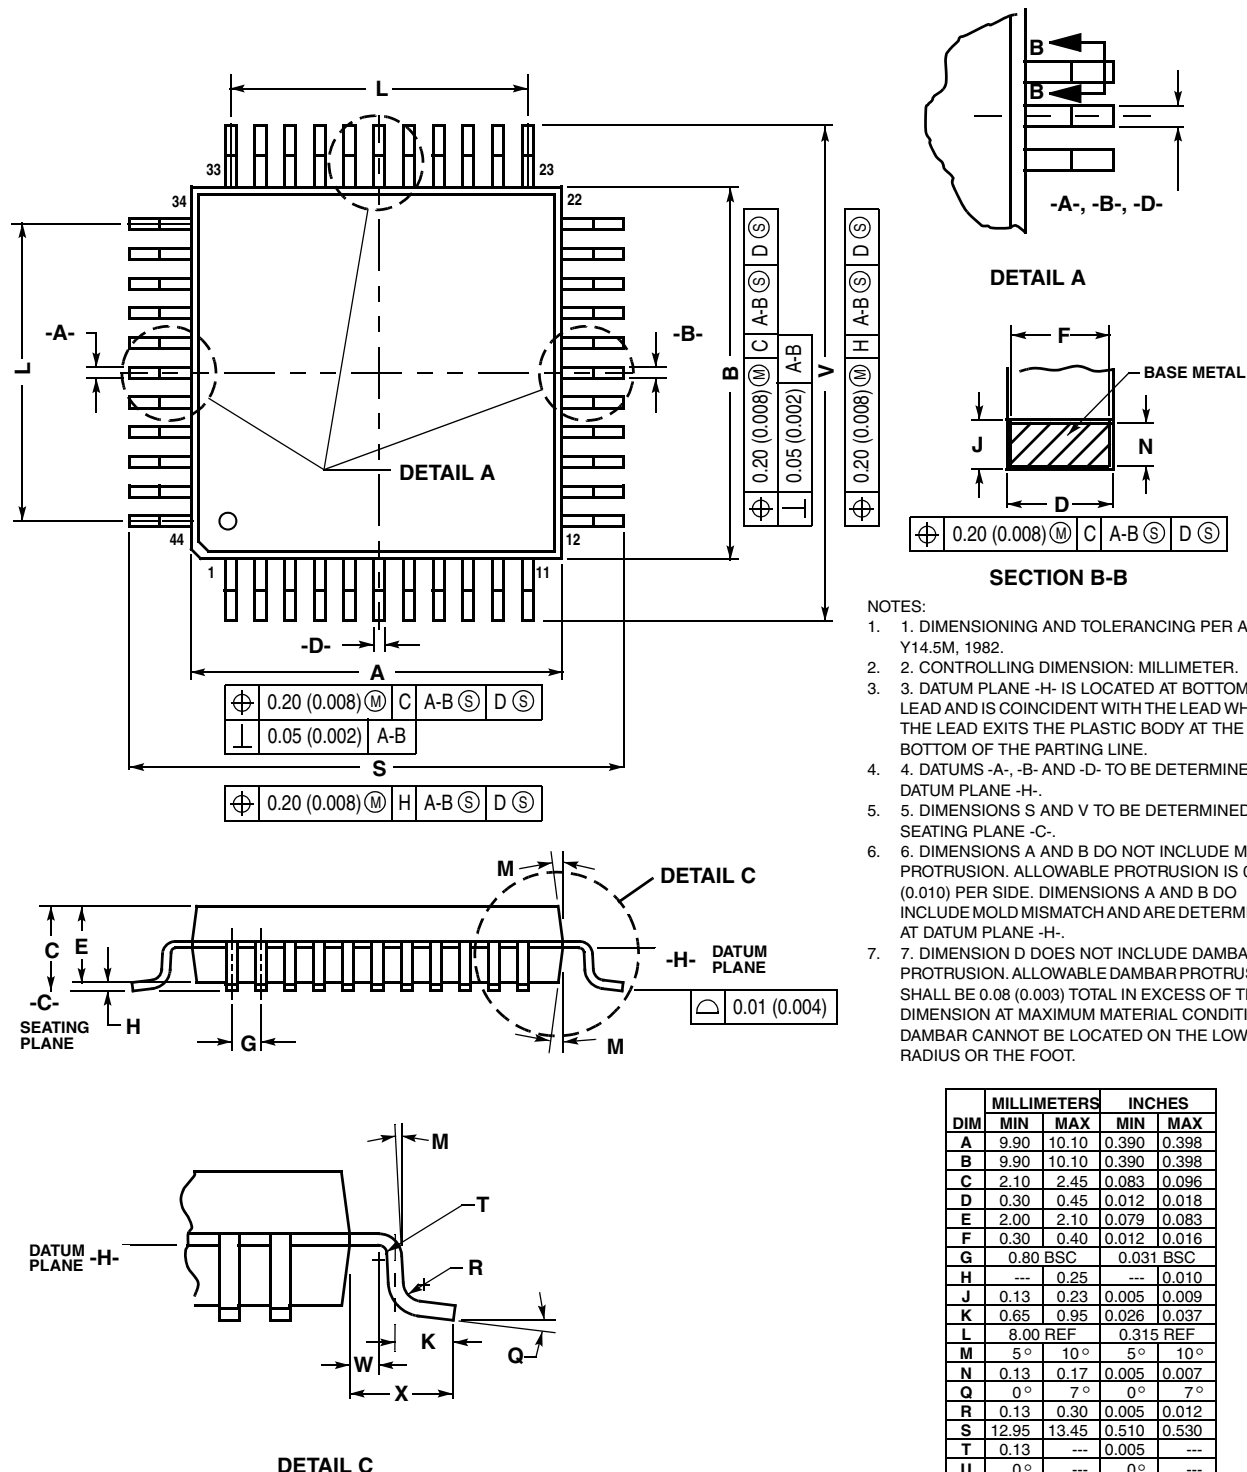 L
33
23
34
22
-A-
-B-
L
B
V
DETAIL A
44
12
1
11
-D-
A
0.20 (0.008) Ⓜ C A-B Ⓢ D Ⓢ
0.05 (0.002) A-B
S
0.20 (0.008) Ⓜ H A-B Ⓢ D Ⓢ
0.20 (0.008) Ⓜ C A-B Ⓢ D Ⓢ
0.05 (0.002) A-B
0.20 (0.008) Ⓜ H A-B Ⓢ D Ⓢ
B
B
-A-, -B-, -D-
DETAIL A
F
BASE METAL
J
N
D
0.20 (0.008) Ⓜ C A-B Ⓢ D Ⓢ
SECTION B-B
NOTES:
1. 1. DIMENSIONING AND TOLERANCING PER A
Y14.5M, 1982.
2. 2. CONTROLLING DIMENSION: MILLIMETER.
3. 3. DATUM PLANE -H- IS LOCATED AT BOTTOM
LEAD AND IS COINCIDENT WITH THE LEAD WH
THE LEAD EXITS THE PLASTIC BODY AT THE
BOTTOM OF THE PARTING LINE.
4. 4. DATUMS -A-, -B- AND -D- TO BE DETERMINE
DATUM PLANE -H-.
5. 5. DIMENSIONS S AND V TO BE DETERMINED
SEATING PLANE -C-.
6. 6. DIMENSIONS A AND B DO NOT INCLUDE M
PROTRUSION. ALLOWABLE PROTRUSION IS 0
(0.010) PER SIDE. DIMENSIONS A AND B DO
INCLUDE MOLD MISMATCH AND ARE DETERMI
AT DATUM PLANE -H-.
7. 7. DIMENSION D DOES NOT INCLUDE DAMBA
PROTRUSION. ALLOWABLE DAMBAR PROTRUS
SHALL BE 0.08 (0.003) TOTAL IN EXCESS OF T
DIMENSION AT MAXIMUM MATERIAL CONDITI
DAMBAR CANNOT BE LOCATED ON THE LOW
RADIUS OR THE FOOT.
M
DETAIL C
C E
-H- DATUM
PLANE
-C-
SEATING
PLANE
H
G
0.01 (0.004)
M
M
T
DATUM
PLANE -H-
R
K
Q
W
X
DETAIL C
MILLIMETERS INCHES
DIM MIN MAX MIN MAX
A 9.90 10.10 0.390 0.398
B 9.90 10.10 0.390 0.398
C 2.10 2.45 0.083 0.096
D 0.30 0.45 0.012 0.018
E 2.00 2.10 0.079 0.083
F 0.30 0.40 0.012 0.016
G 0.80 BSC 0.031 BSC
H --- 0.25 --- 0.010
J 0.13 0.23 0.005 0.009
K 0.65 0.95 0.026 0.037
L 8.00 REF 0.315 REF
M 5° 10° 5° 10°
N 0.13 0.17 0.005 0.007
Q 0° 7° 0° 7°
R 0.13 0.30 0.005 0.012
S 12.95 13.45 0.510 0.530
T 0.13 --- 0.005 ---
U 0° --- 0° ---